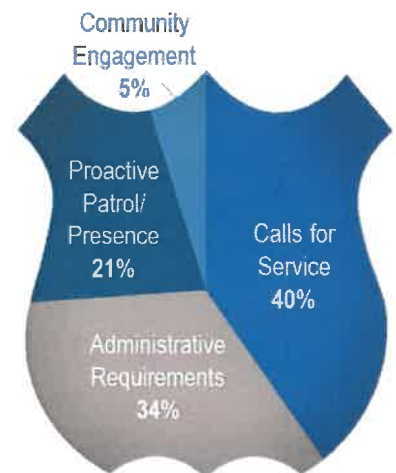 Community
Engagement
5%
Proactive
Patrol/
Presence
21%
Calls for
Service
40%
Administrative
Requirements
34%